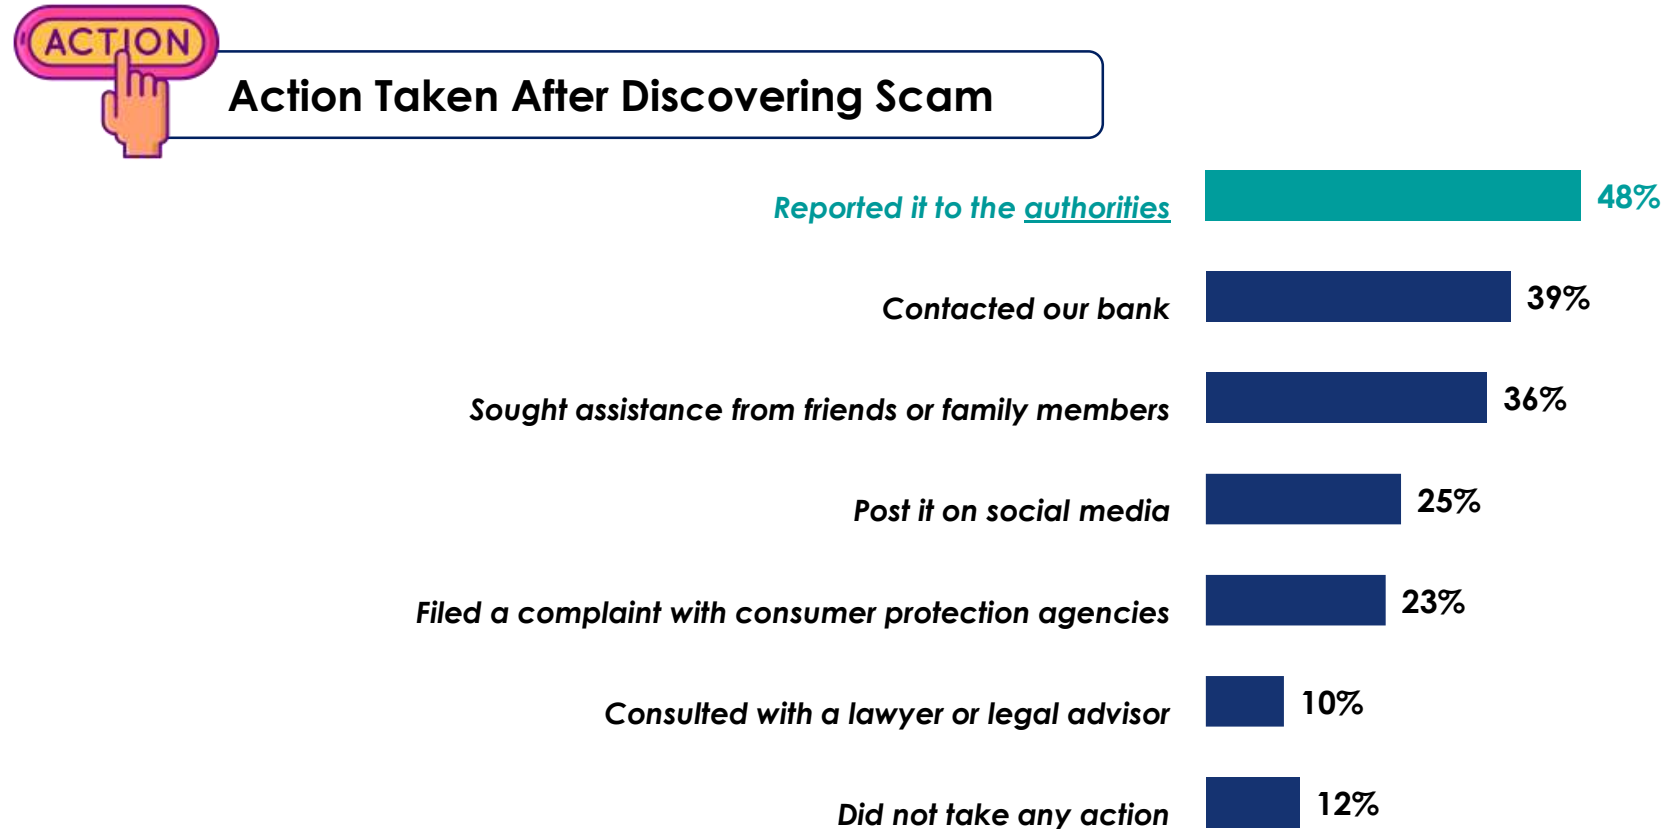 ACTION
Action Taken After Discovering Scam
Reported it to the authorities 48%
Contacted our bank 39%
Sought assistance from friends or family members 36%
Post it on social media 25%
Filed a complaint with consumer protection agencies 23%
Consulted with a lawyer or legal advisor 10%
Did not take any action 12%